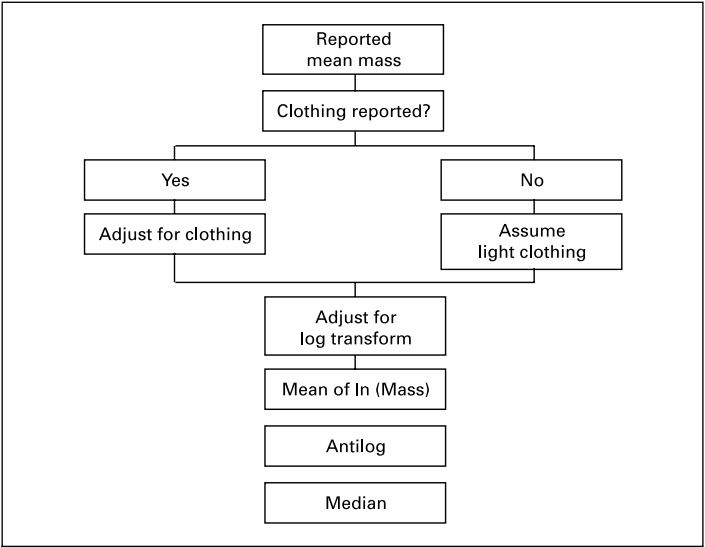 Reported
mean mass
Clothing reported?
Yes
No
Adjust for clothing
Assume
light clothing
Adjust for
log transform
Mean of In (Mass)
Antilog
Median